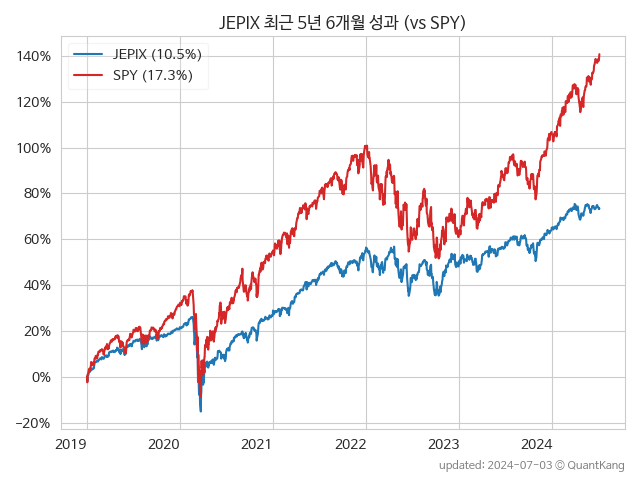 JEPIX 최근 5년 6개월 성과 (vs SPY)
JEPIX (10.5%)
SPY (17.3%)
140%
120%
100%
80%
60%
40%
20%
0%
−20%
2019 2020 2021 2022 2023 2024
updated: 2024-07-03 © QuantKang